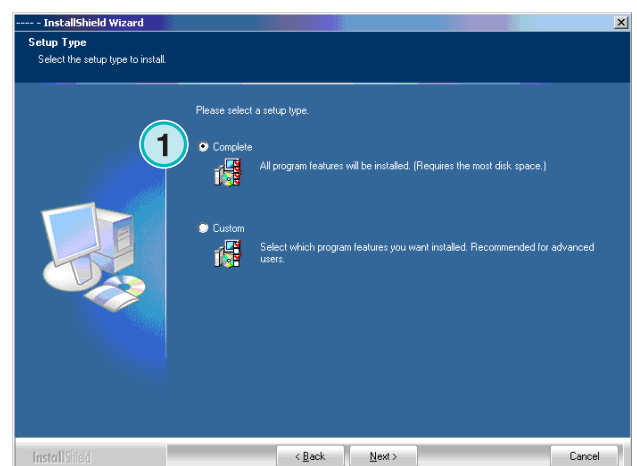 ---- - InstallShield Wizard
Setup Type
Select the setup type to install.
Please select a setup type.
1
Complete
All program features will be installed. (Requires the most disk space.)
Custom
Select which program features you want installed. Recommended for advanced
users.
InstallShield
< Back
Next >
Cancel